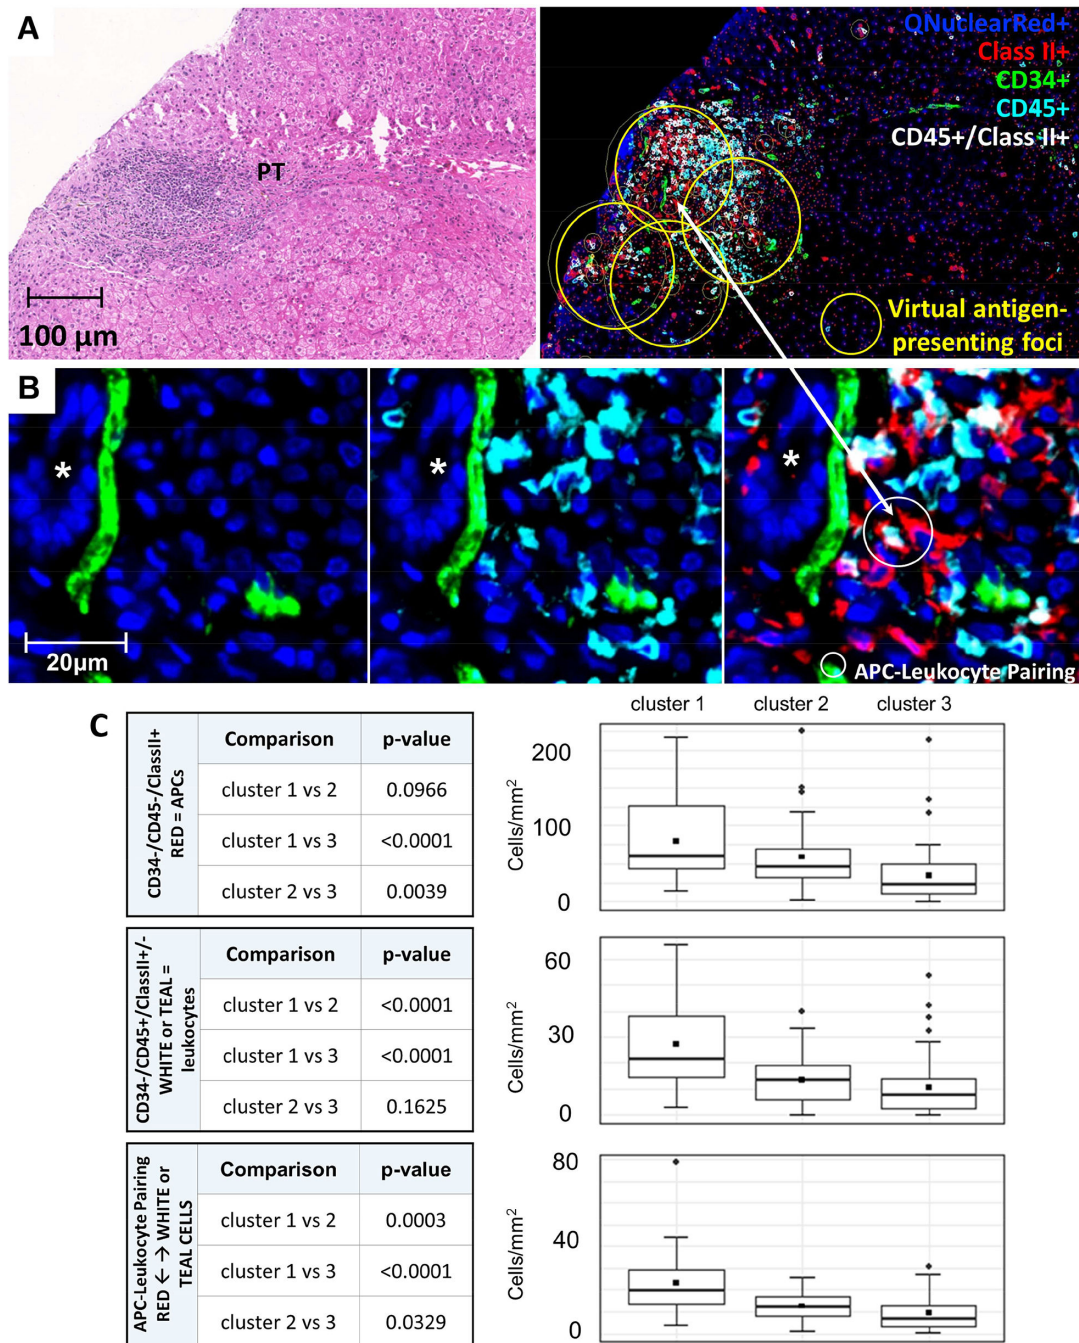 A
PT
100 µm
QNuclearRed+
Class II+
CD34+
CD45+
CD45+/Class II+
Virtual antigen-
presenting foci
B
*
*
*
20µm
APC-Leukocyte Pairing
C
CD34-/CD45-/ClassII+
RED = APCs
Comparison p-value
cluster 1 vs 2 0.0966
cluster 1 vs 3 <0.0001
cluster 2 vs 3 0.0039
cluster 1 cluster 2 cluster 3
Cells/mm²
200
100
0
CD34-/CD45+/ClassII+/-
WHITE or TEAL =
leukocytes
Comparison p-value
cluster 1 vs 2 <0.0001
cluster 1 vs 3 <0.0001
cluster 2 vs 3 0.1625
Cells/mm²
60
30
0
APC-Leukocyte Pairing
RED ← → WHITE or
TEAL CELLS
Comparison p-value
cluster 1 vs 2 0.0003
cluster 1 vs 3 <0.0001
cluster 2 vs 3 0.0329
Cells/mm²
80
40
0